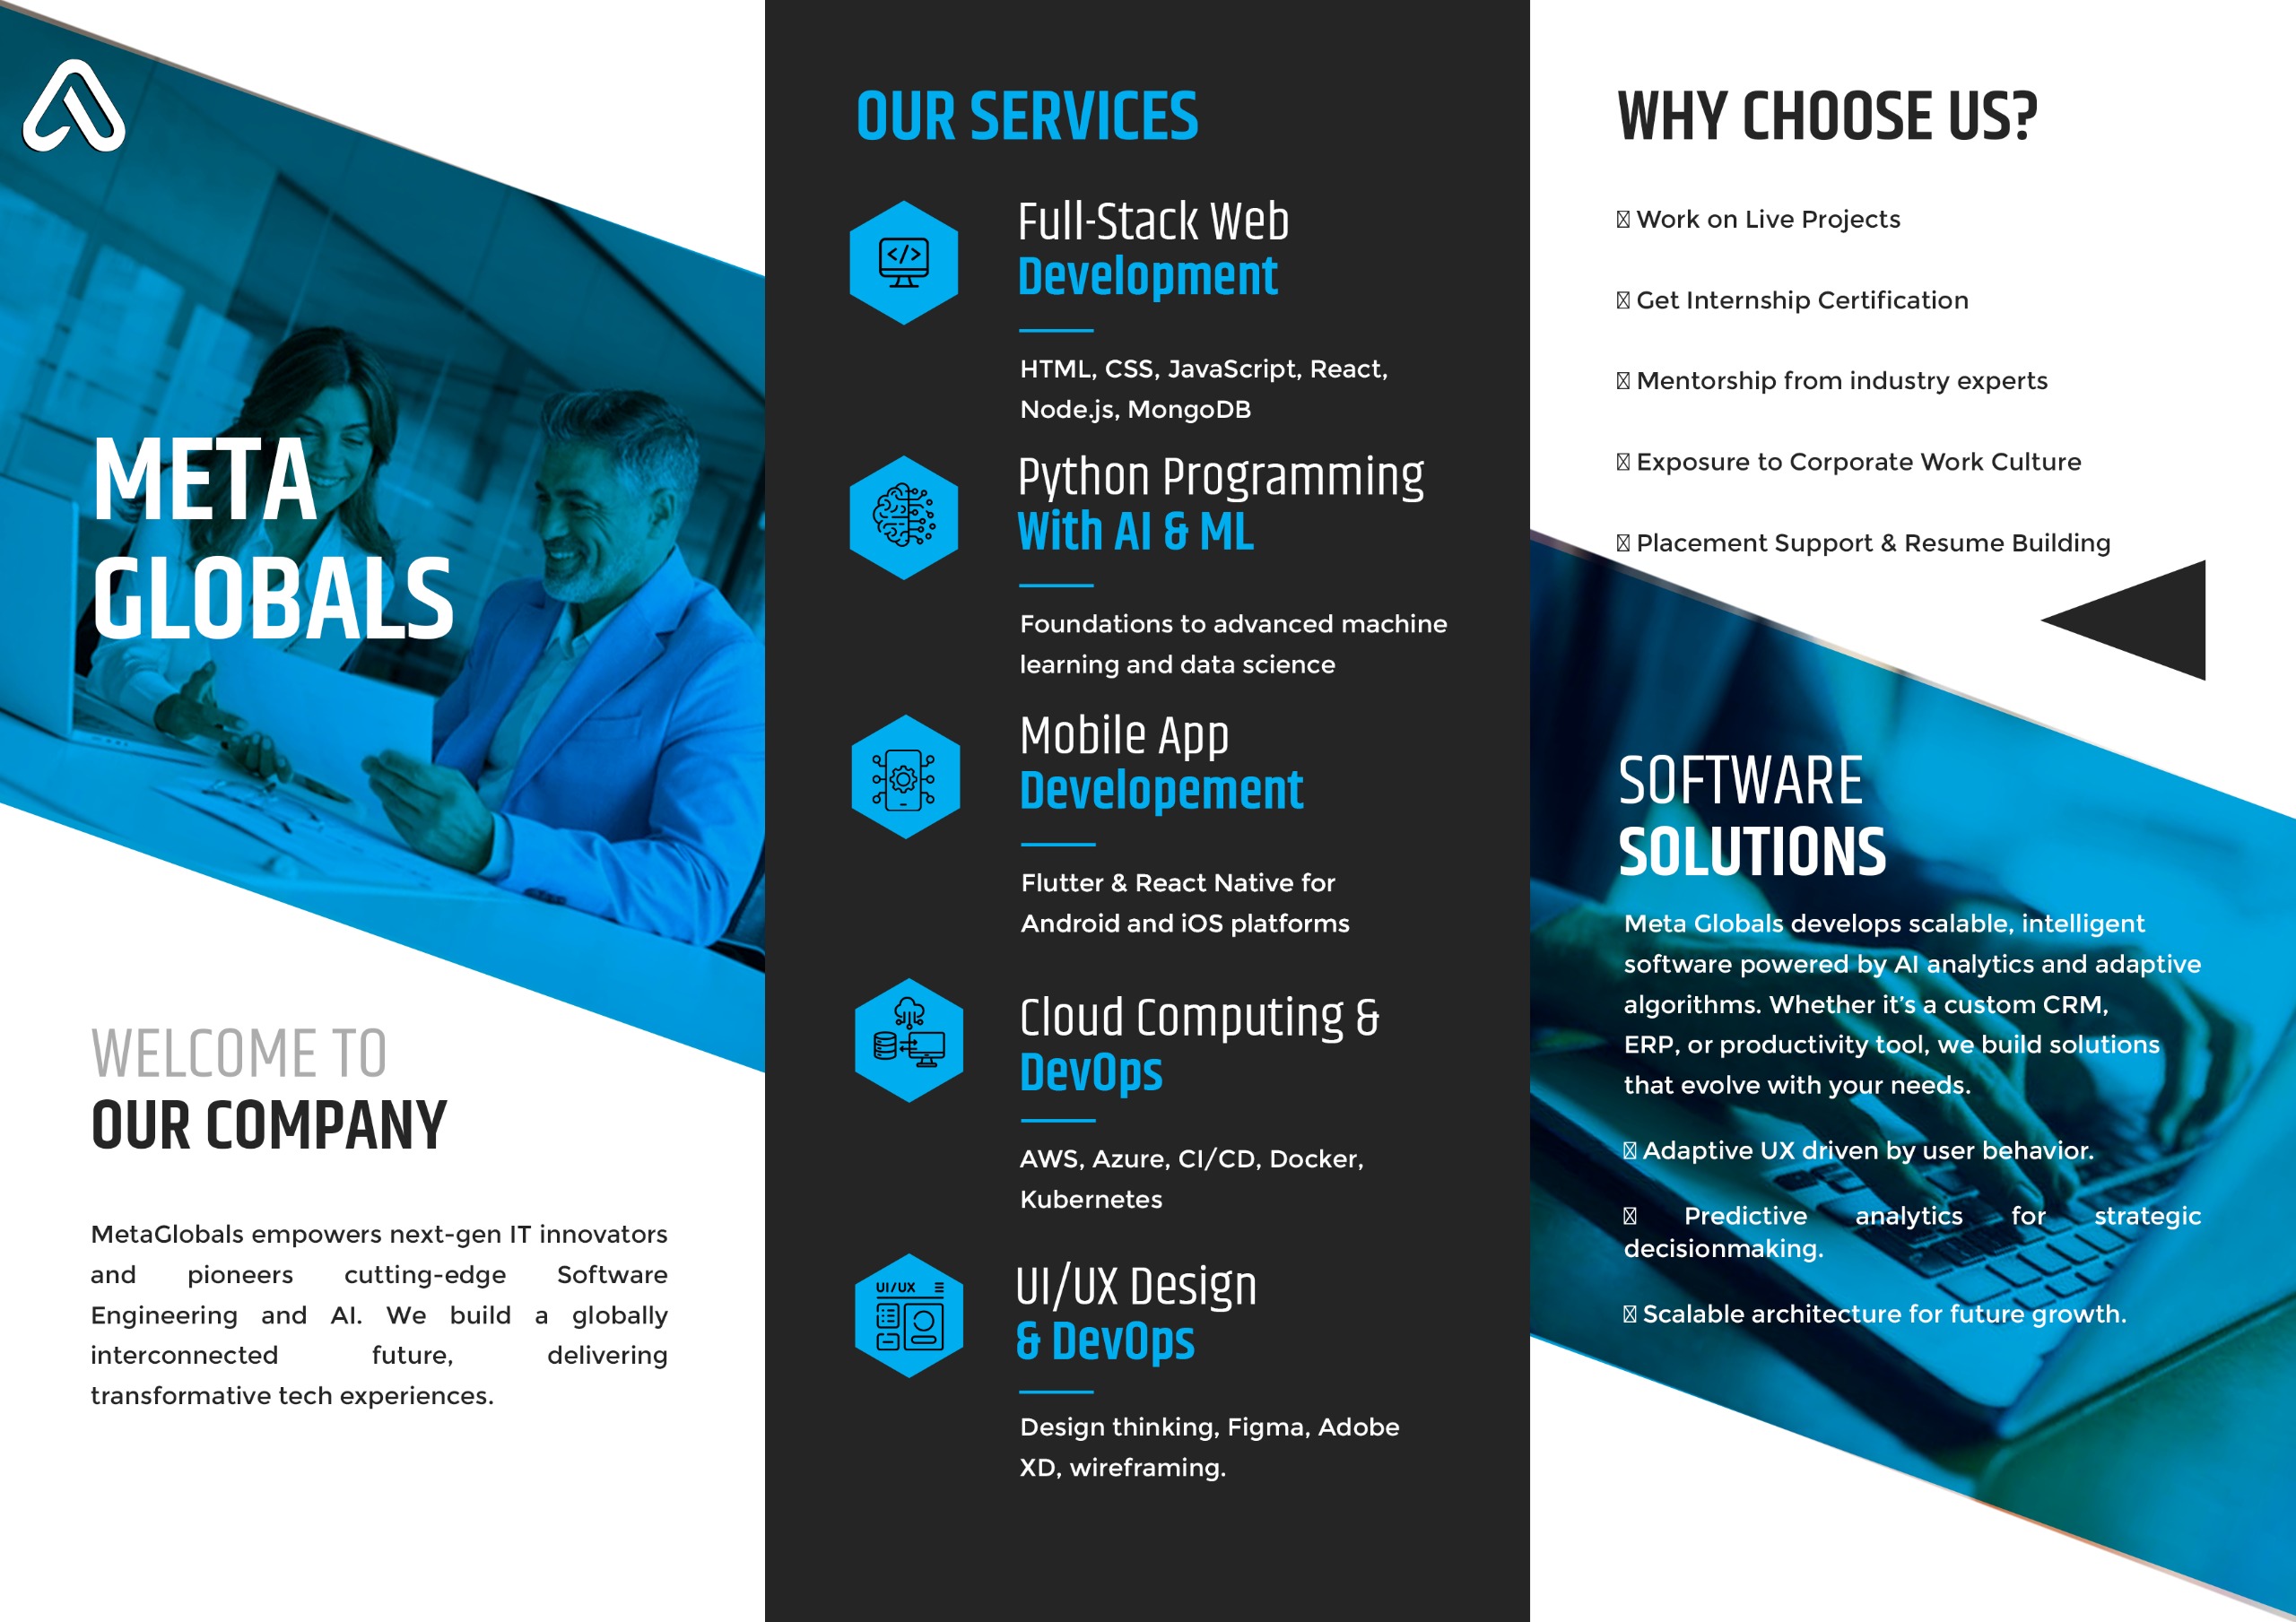 META
GLOBALS
WELCOME TO
OUR COMPANY
MetaGlobals empowers next-gen IT innovators
and pioneers cutting-edge Software
Engineering and AI. We build a globally
interconnected future, delivering
transformative tech experiences.
OUR SERVICES
Full-Stack Web
Development
HTML, CSS, JavaScript, React,
Node.js, MongoDB
Python Programming
With AI & ML
Foundations to advanced machine
learning and data science
Mobile App
Developement
Flutter & React Native for
Android and iOS platforms
Cloud Computing &
DevOps
AWS, Azure, CI/CD, Docker,
Kubernetes
UI/UX
UI/UX Design
& DevOps
Design thinking, Figma, Adobe
XD, wireframing.
WHY CHOOSE US?
Work on Live Projects
Get Internship Certification
Mentorship from industry experts
Exposure to Corporate Work Culture
Placement Support & Resume Building
SOFTWARE
SOLUTIONS
Meta Globals develops scalable, intelligent
software powered by AI analytics and adaptive
algorithms. Whether it's a custom CRM,
ERP, or productivity tool, we build solutions
that evolve with your needs.
Adaptive UX driven by user behavior.
Predictive analytics for strategic
decisionmaking.
Scalable architecture for future growth.